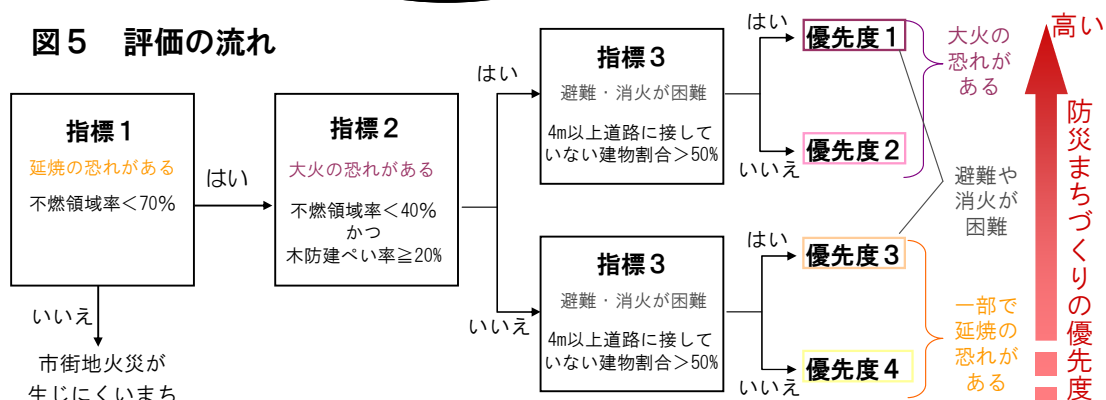 図５　評価の流れ
指標１
延焼の恐れがある
不燃領域率＜70％
はい
いいえ
市街地火災が
生じにくいまち
指標２
大火の恐れがある
不燃領域率＜40％
かつ
木防建ぺい率≧20％
はい
いいえ
指標３
避難・消火が困難
4m以上道路に接して
いない建物割合＞50％
はい
いいえ
指標３
避難・消火が困難
4m以上道路に接して
いない建物割合＞50％
はい
いいえ
優先度１
優先度２
優先度３
優先度４
大火の
恐れが
ある
避難や
消火が
困難
一部で
延焼の
恐れが
ある
高い
防災まちづくりの優先度